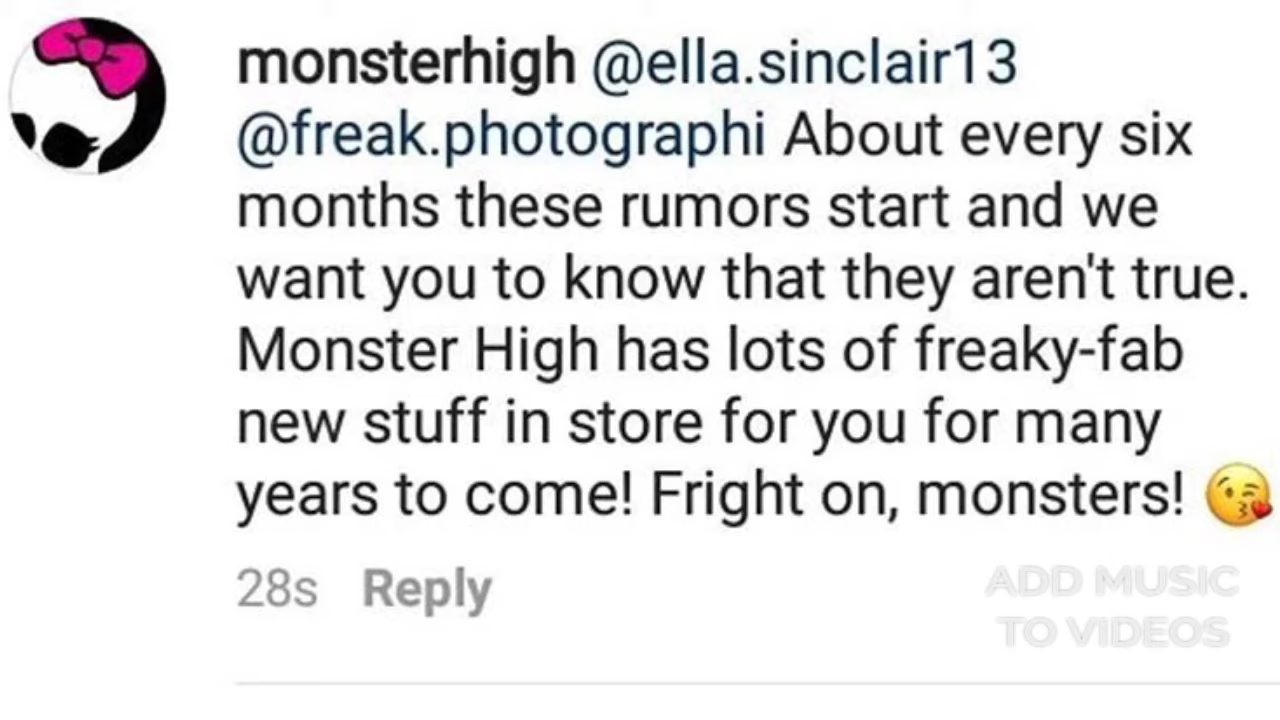 monsterhigh @ella.sinclair13
@freak.photographi About every six
months these rumors start and we
want you to know that they aren't true.
Monster High has lots of freaky-fab
new stuff in store for you for many
years to come! Fright on, monsters! 😘
28s Reply
ADD MUSIC
TO VIDEOS